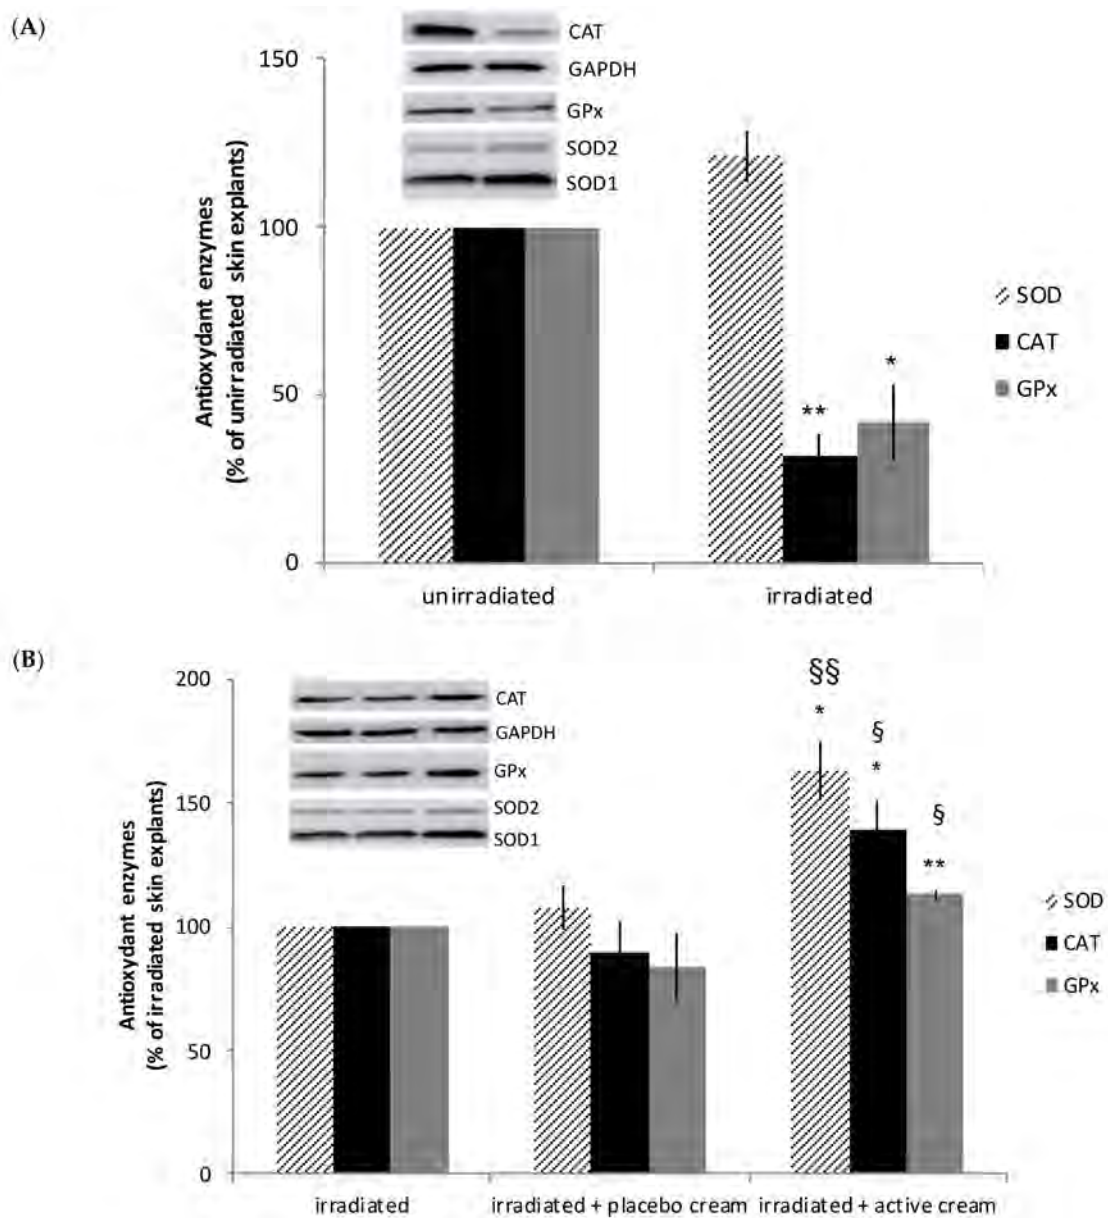 (A)
CAT
GAPDH
GPx
SOD2
SOD1
150
100
50
0
Antioxydant enzymes
(% of unirradiated skin explants)
**
*
SOD
CAT
GPx
unirradiated
irradiated
(B)
CAT
GAPDH
GPx
SOD2
SOD1
200
150
100
50
0
Antioxydant enzymes
(% of irradiated skin explants)
§§
*
§
*
§
**
SOD
CAT
GPx
irradiated
irradiated + placebo cream
irradiated + active cream